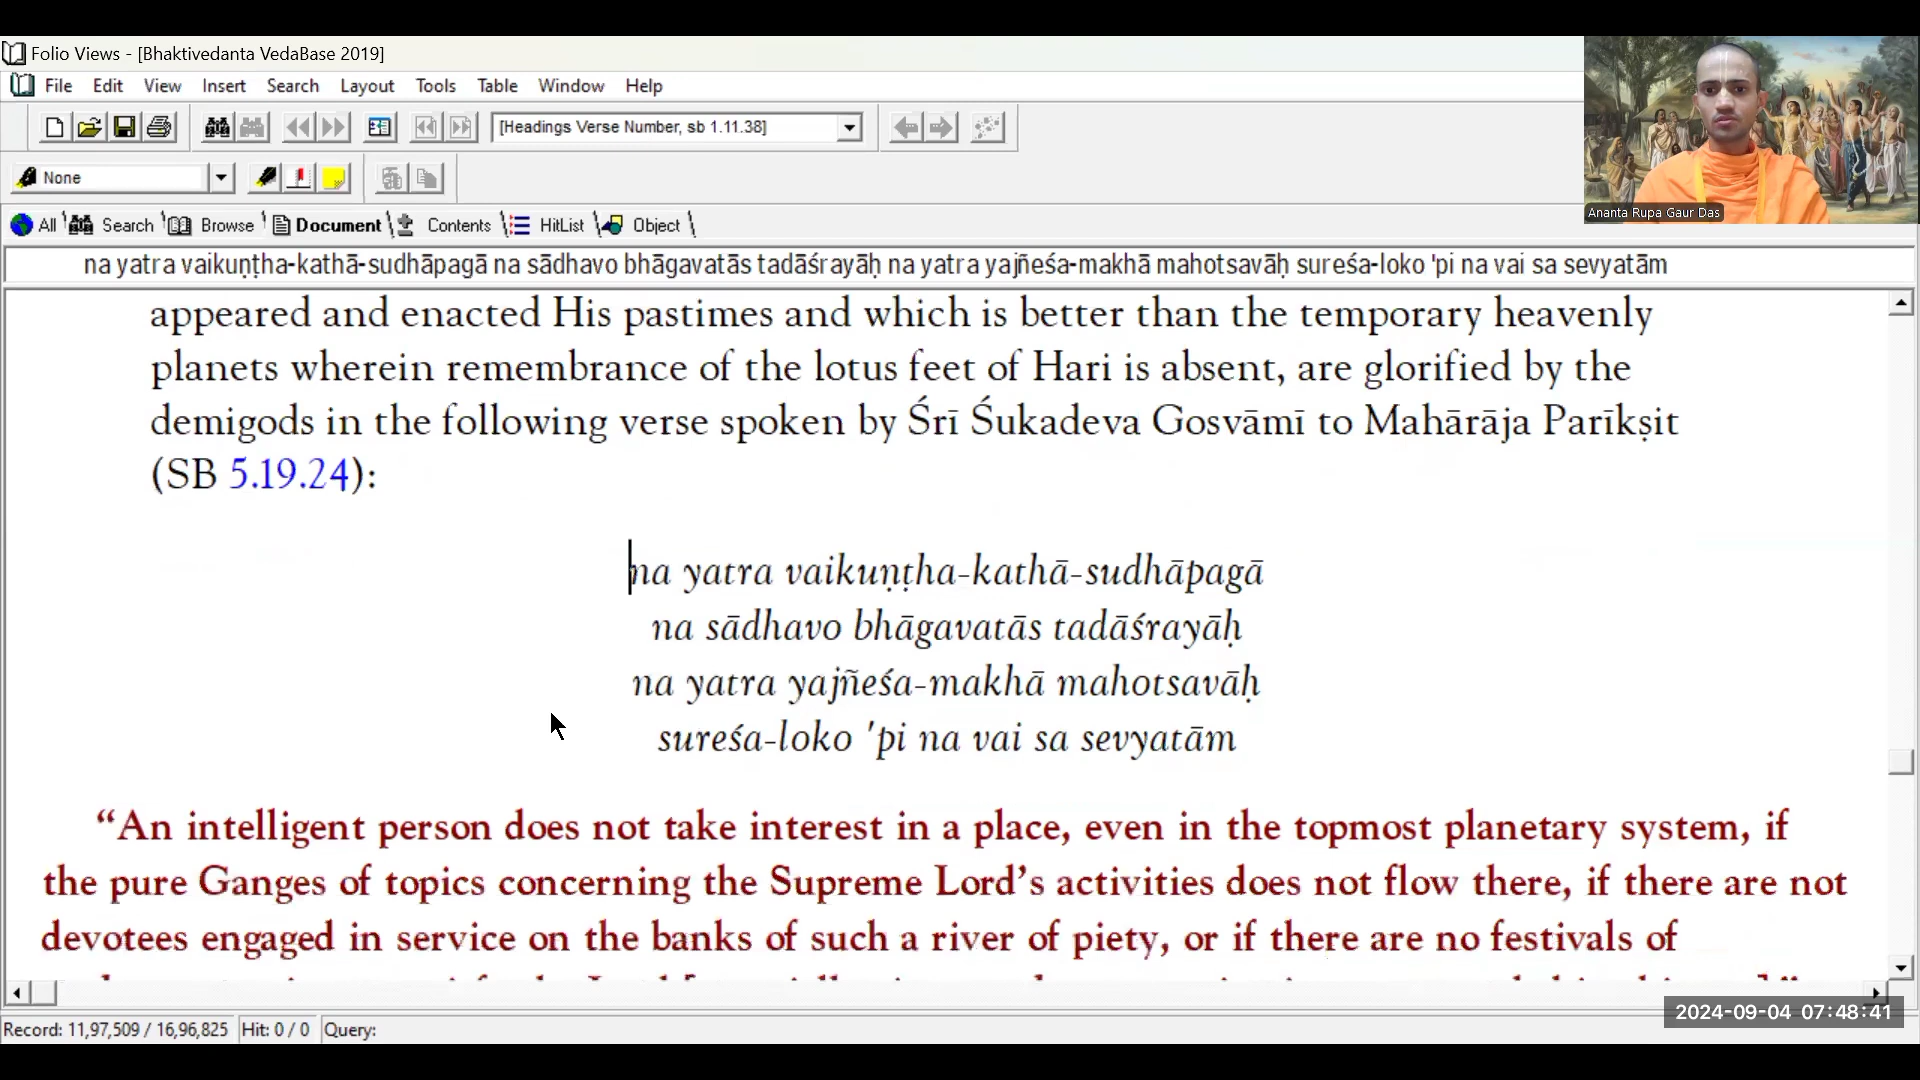 Folio Views - [Bhaktivedanta VedaBase 2019]
File Edit View Insert Search Layout Tools Table Window Help
[Headings Verse Number, sb 1.11.38]
None
All Search Browse Document Contents HitList Object
Ananta Rupa Gaur Das
na yatra vaikuṇṭha-kathā-sudhāpagā na sādhavo bhāgavatās tadāśrayāḥ na yatra yajñeśa-makhā mahotsavāḥ sureśa-loko 'pi na vai sa sevyatām
appeared and enacted His pastimes and which is better than the temporary heavenly
planets wherein remembrance of the lotus feet of Hari is absent, are glorified by the
demigods in the following verse spoken by Śrī Śukadeva Gosvāmī to Mahārāja Parīkṣit
(SB 5.19.24):
na yatra vaikuṇṭha-kathā-sudhāpagā
na sādhavo bhāgavatās tadāśrayāḥ
na yatra yajñeśa-makhā mahotsavāḥ
sureśa-loko 'pi na vai sa sevyatām
“An intelligent person does not take interest in a place, even in the topmost planetary system, if
the pure Ganges of topics concerning the Supreme Lord’s activities does not flow there, if there are not
devotees engaged in service on the banks of such a river of piety, or if there are no festivals of
2024-09-04 07:48:41
Record: 11,97,509 / 16,96,825 Hit: 0 / 0 Query: